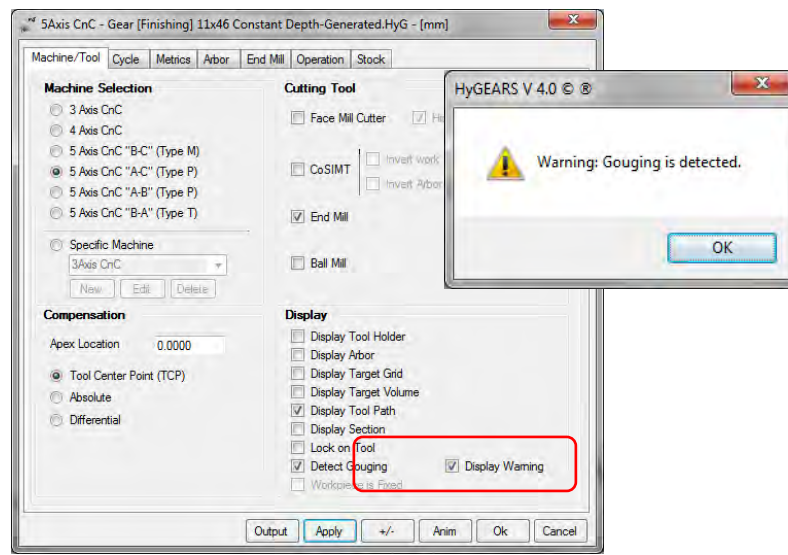 5Axis CnC - Gear [Finishing] 11x46 Constant Depth-Generated.HyG - [mm]
Machine/Tool Cycle Metrics Arbor End Mill Operation Stock
Machine Selection
3 Axis CnC
4 Axis CnC
5 Axis CnC "B-C" (Type M)
5 Axis CnC "A-C" (Type P)
5 Axis CnC "A-B" (Type P)
5 Axis CnC "B-A" (Type T)
Specific Machine
3Axis CnC
New Edit Delete
Cutting Tool
Face Mill Cutter
CoSIMT
Invert work
Invert Arbor
End Mill
Ball Mill
Compensation
Apex Location 0.0000
Tool Center Point (TCP)
Absolute
Differential
Display
Display Tool Holder
Display Arbor
Display Target Grid
Display Target Volume
Display Tool Path
Display Section
Lock on Tool
Detect Gouging Display Warning
Workpiece is Fixed
Output Apply +/- Anim Ok Cancel
HyGEARS V 4.0 © ®
Warning: Gouging is detected.
OK